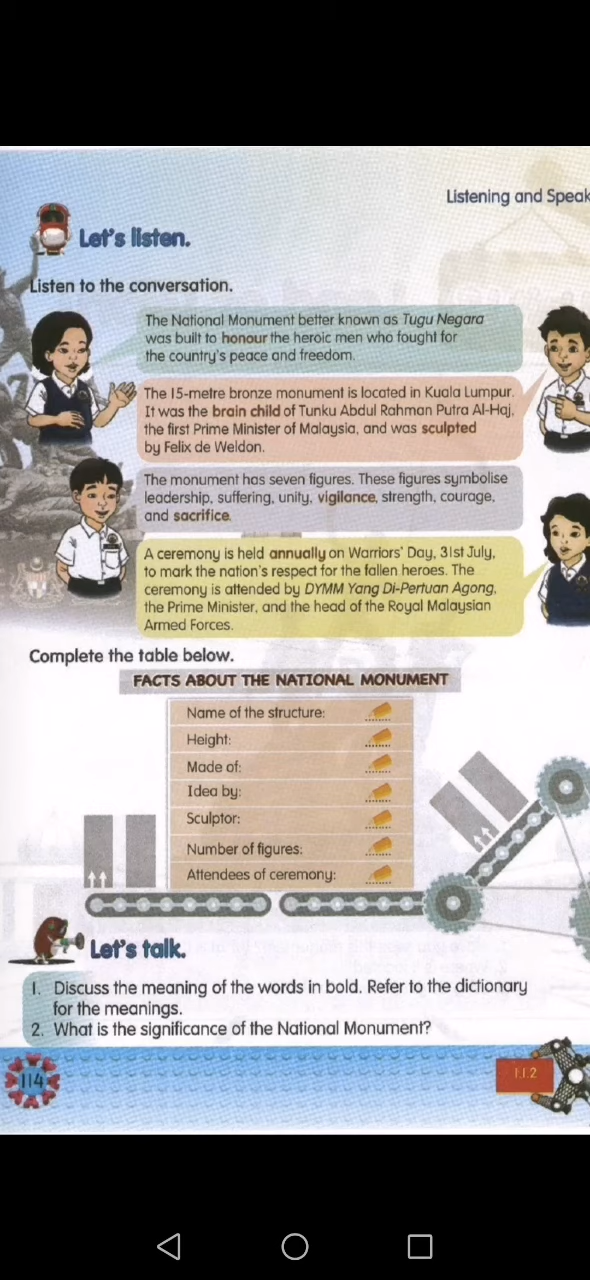 Listening and Speak
Let's listen.
Listen to the conversation.
The National Monument better known as Tugu Negara
was built to honour the heroic men who fought for
the country's peace and freedom.
The 15-metre bronze monument is located in Kuala Lumpur.
It was the brain child of Tunku Abdul Rahman Putra Al-Haj,
the first Prime Minister of Malaysia, and was sculpted
by Felix de Weldon.
The monument has seven figures. These figures symbolise
leadership, suffering, unity, vigilance, strength, courage,
and sacrifice.
A ceremony is held annually on Warriors' Day, 31st July,
to mark the nation's respect for the fallen heroes. The
ceremony is attended by DYMM Yang Di-Pertuan Agong,
the Prime Minister, and the head of the Royal Malaysian
Armed Forces.
Complete the table below.
FACTS ABOUT THE NATIONAL MONUMENT
Name of the structure:
Height:
Made of:
Idea by:
Sculptor:
Number of figures:
Attendees of ceremony:
Let's talk.
1. Discuss the meaning of the words in bold. Refer to the dictionary
for the meanings.
2. What is the significance of the National Monument?
114
1.1.2